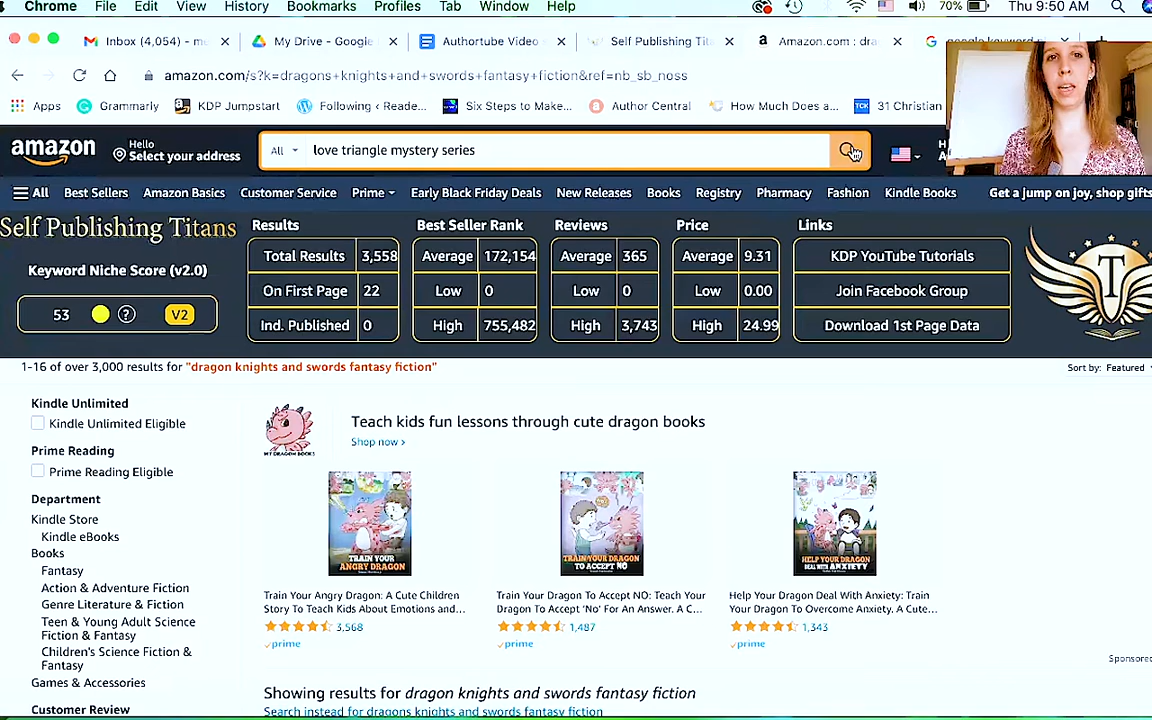 Chrome File Edit View History Bookmarks Profiles Tab Window Help 70% Thu 9:50 AM
Inbox (4,054) - m × My Drive - Google × Authortube Video × Self Publishing Tit × a Amazon.com : dra × G
amazon.com/s?k=dragons+knights+and+swords+fantasy+fiction&ref=nb_sb_noss
Apps Grammarly KDP Jumpstart Following ‹ Reade... Six Steps to Make... Author Central How Much Does a... TCK 31 Christian
amazon
Hello
Select your address
All love triangle mystery series
All Best Sellers Amazon Basics Customer Service Prime Early Black Friday Deals New Releases Books Registry Pharmacy Fashion Kindle Books Get a jump on joy, shop gifts
Self Publishing Titans
Keyword Niche Score (v2.0)
53 ? V2
Results
Total Results 3,558
On First Page 22
Ind. Published 0
Best Seller Rank
Average 172,154
Low 0
High 755,482
Reviews
Average 365
Low 0
High 3,743
Price
Average 9.31
Low 0.00
High 24.99
Links
KDP YouTube Tutorials
Join Facebook Group
Download 1st Page Data
T
1-16 of over 3,000 results for "dragon knights and swords fantasy fiction"
Sort by: Featured
Kindle Unlimited
Kindle Unlimited Eligible
Prime Reading
Prime Reading Eligible
Department
Kindle Store
Kindle eBooks
Books
Fantasy
Action & Adventure Fiction
Genre Literature & Fiction
Teen & Young Adult Science
Fiction & Fantasy
Children's Science Fiction &
Fantasy
Games & Accessories
Customer Review
MY DRAGON BOOKS
Teach kids fun lessons through cute dragon books
Shop now ›
TRAIN YOUR
ANGRY DRAGON
Train Your Angry Dragon: A Cute Children
Story To Teach Kids About Emotions and...
3,568
prime
TRAIN YOUR DRAGON
TO ACCEPT NO
Train Your Dragon To Accept NO: Teach Your
Dragon To Accept 'No' For An Answer. A C...
1,487
prime
HELP YOUR DRAGON
DEAL WITH ANXIETY
Help Your Dragon Deal With Anxiety: Train
Your Dragon To Overcome Anxiety. A Cute...
1,343
prime
Sponsored
Showing results for dragon knights and swords fantasy fiction
Search instead for dragons knights and swords fantasy fiction